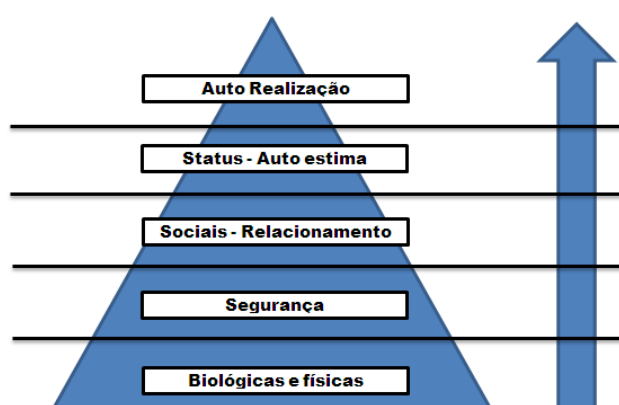 Auto Realização
Status - Auto estima
Sociais - Relacionamento
Segurança
Biológicas e físicas